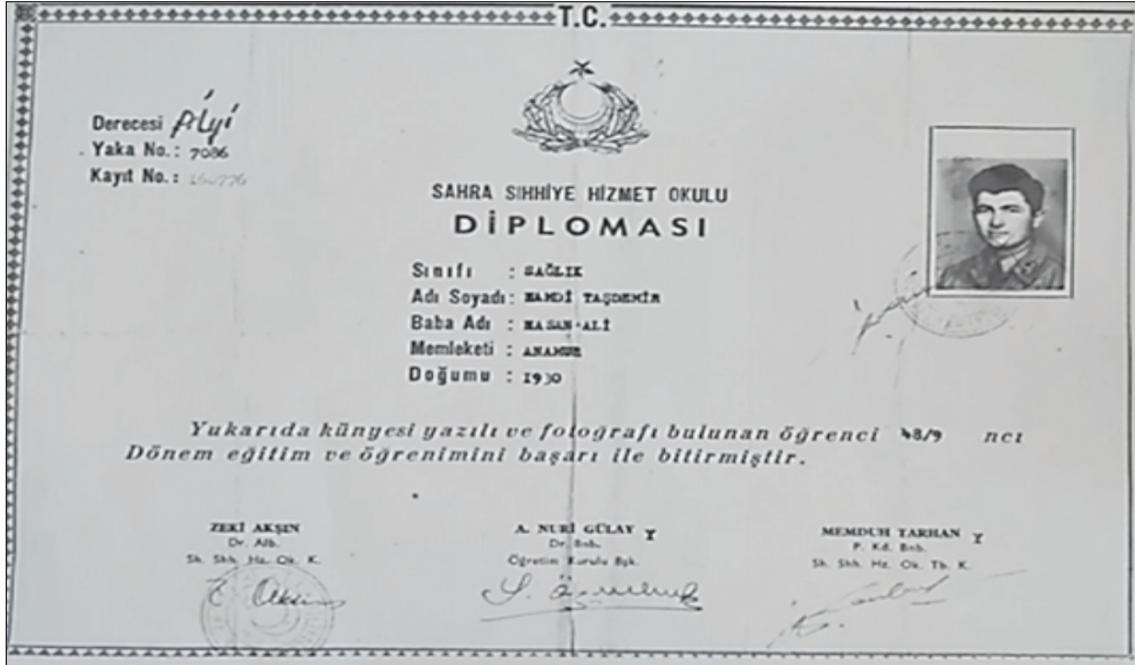 T.C.
Derecesi P.İyi
Yaka No.: 7086
Kayıt No.:
SAHRA SIHHİYE HİZMET OKULU
DİPLOMASI
Sınıfı : SAĞLIK
Adı Soyadı: HAMDİ TAŞDEMİR
Baba Adı : HASAN-ALİ
Memleketi : ANAMUR
Doğumu : 1930
Yukarıda künyesi yazılı ve fotoğrafı bulunan öğrenci 48/9 ncı
Dönem eğitim ve öğrenimini başarı ile bitirmiştir.
ZEKİ AKŞIN
Dr. Alb.
Sh. Shh. Hz. Ok. K.
A. NURİ GÜLAY Y
Dr. Bnb.
Öğretim Kurulu Bşk.
MEMDUH TARHAN Y
P. Kd. Bnb.
Sh. Shh. Hz. Ok. Tb. K.